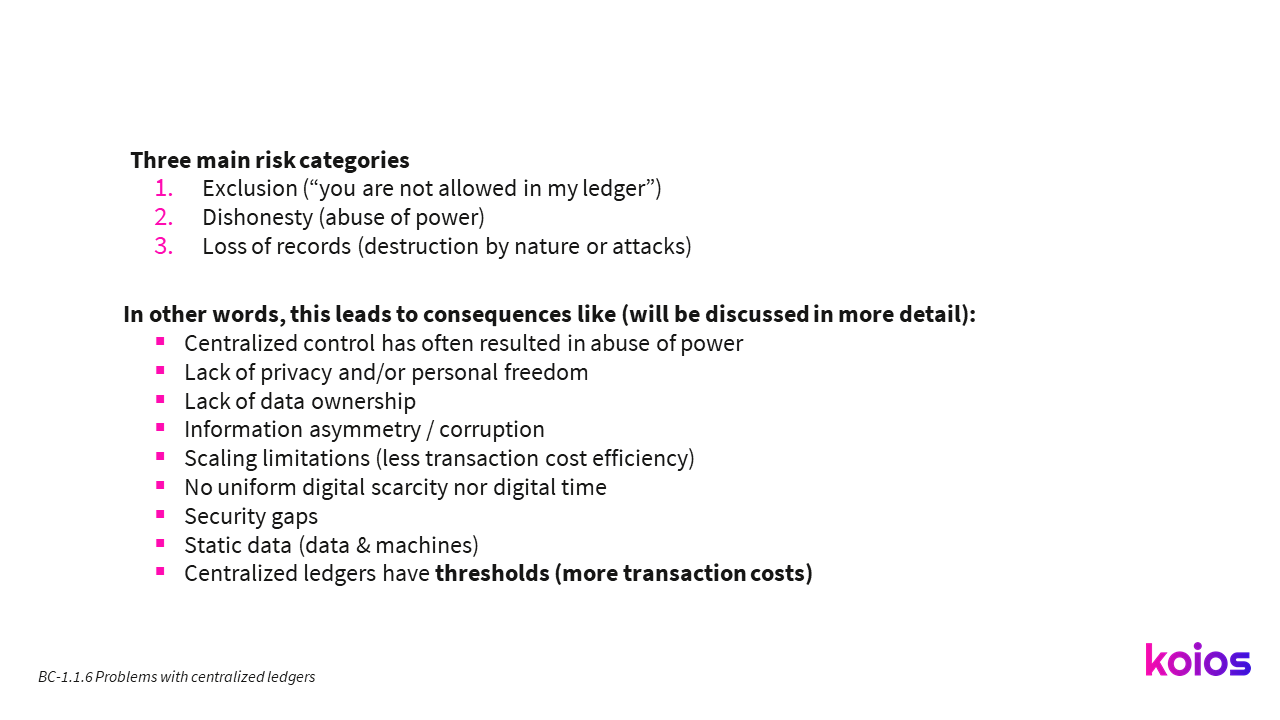 Three main risk categories
1. Exclusion (“you are not allowed in my ledger”)
2. Dishonesty (abuse of power)
3. Loss of records (destruction by nature or attacks)
In other words, this leads to consequences like (will be discussed in more detail):
▪ Centralized control has often resulted in abuse of power
▪ Lack of privacy and/or personal freedom
▪ Lack of data ownership
▪ Information asymmetry / corruption
▪ Scaling limitations (less transaction cost efficiency)
▪ No uniform digital scarcity nor digital time
▪ Security gaps
▪ Static data (data & machines)
▪ Centralized ledgers have thresholds (more transaction costs)
BC-1.1.6 Problems with centralized ledgers
koios